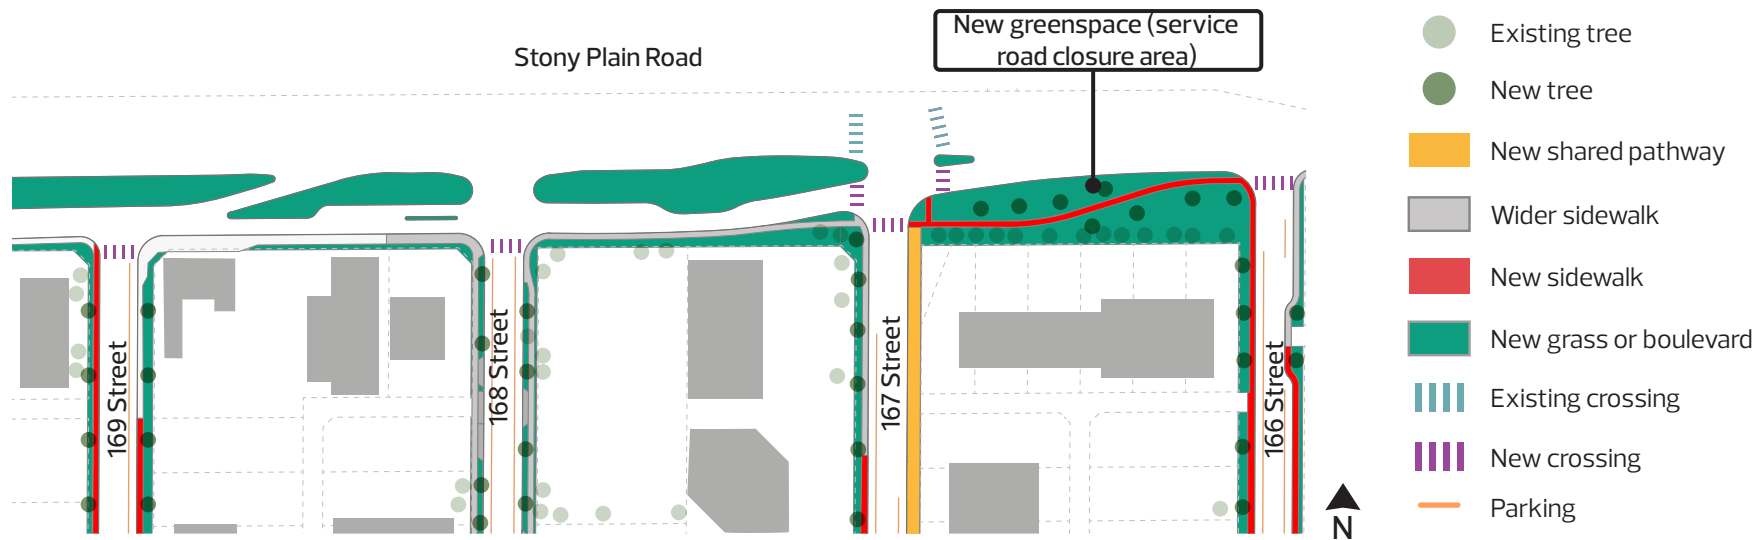 Stony Plain Road
New greenspace (service
road closure area)
169 Street
168 Street
167 Street
166 Street
N
Existing tree
New tree
New shared pathway
Wider sidewalk
New sidewalk
New grass or boulevard
Existing crossing
New crossing
Parking